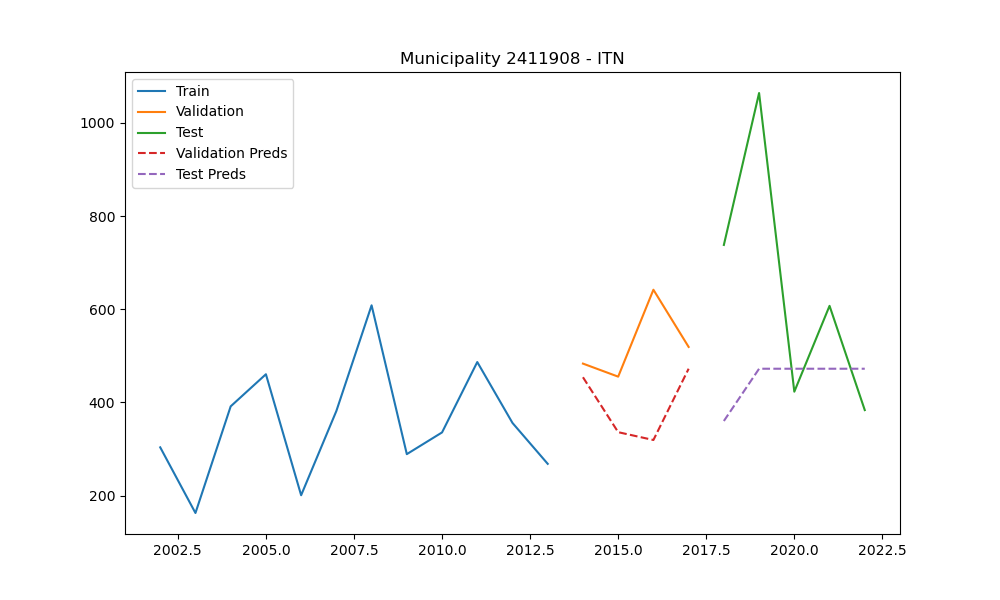 Municipality 2411908 - ITN
Train
Validation
Test
Validation Preds
Test Preds
1000
800
600
400
200
2002.5 2005.0 2007.5 2010.0 2012.5 2015.0 2017.5 2020.0 2022.5